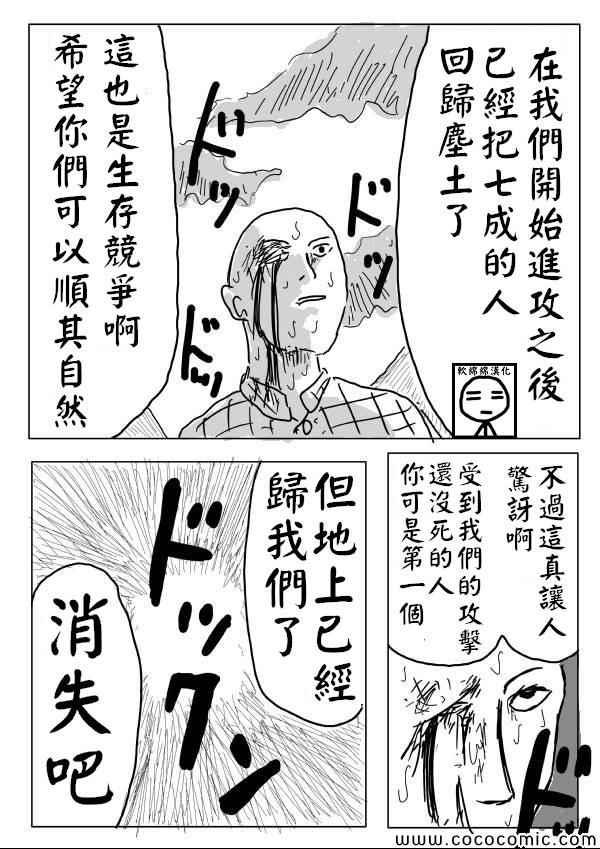 在我們開始進攻之後
已經把七成的人
回歸塵土了
這也是生存競爭啊
希望你們可以順其自然
ドッ
ドッ
ドッ
軟綿綿漢化
不過這真讓人
驚訝啊
受到我們的攻擊
還沒死的人
你可是第一個
ドッ
但地上已經
歸我們了
ドックン
消失吧
www.cococomic.com/